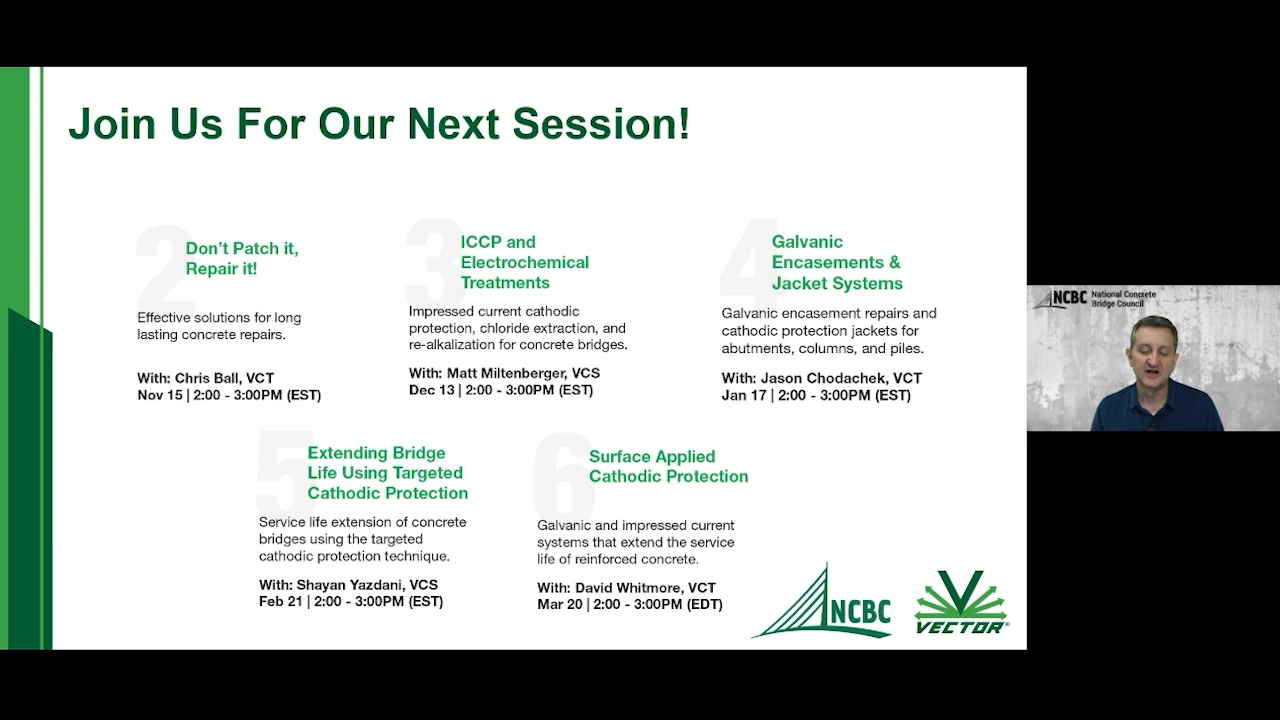 Join Us For Our Next Session!
2
Don't Patch it,
Repair it!
Effective solutions for long
lasting concrete repairs.
With: Chris Ball, VCT
Nov 15 | 2:00 - 3:00PM (EST)
3
ICCP and
Electrochemical
Treatments
Impressed current cathodic
protection, chloride extraction, and
re-alkalization for concrete bridges.
With: Matt Miltenberger, VCS
Dec 13 | 2:00 - 3:00PM (EST)
4
Galvanic
Encasements &
Jacket Systems
Galvanic encasement repairs and
cathodic protection jackets for
abutments, columns, and piles.
With: Jason Chodachek, VCT
Jan 17 | 2:00 - 3:00PM (EST)
5
Extending Bridge
Life Using Targeted
Cathodic Protection
Service life extension of concrete
bridges using the targeted
cathodic protection technique.
With: Shayan Yazdani, VCS
Feb 21 | 2:00 - 3:00PM (EST)
6
Surface Applied
Cathodic Protection
Galvanic and impressed current
systems that extend the service
life of reinforced concrete.
With: David Whitmore, VCT
Mar 20 | 2:00 - 3:00PM (EDT)
NCBC
VECTOR®
NCBC National Concrete
Bridge Council